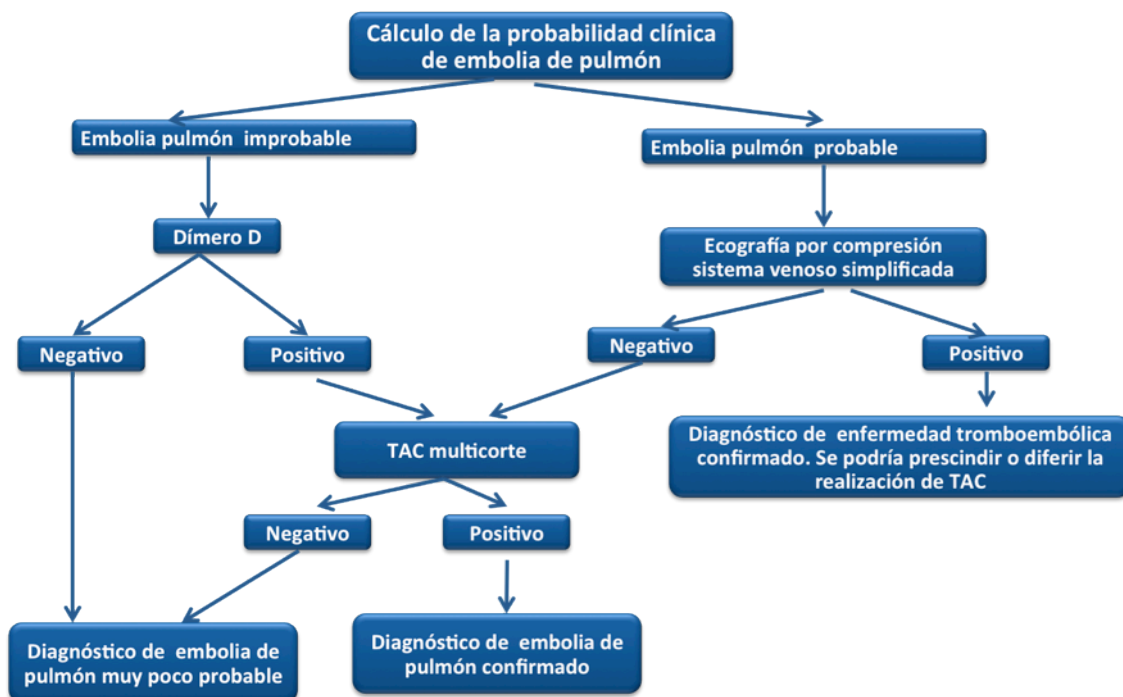 Cálculo de la probabilidad clínica
de embolia de pulmón
Embolia pulmón improbable
Embolia pulmón probable
Dímero D
Ecografía por compresión
sistema venoso simplificada
Negativo
Positivo
Negativo
Positivo
TAC multicorte
Diagnóstico de enfermedad tromboembólica
confirmado. Se podría prescindir o diferir la
realización de TAC
Negativo
Positivo
Diagnóstico de embolia de
pulmón muy poco probable
Diagnóstico de embolia de
pulmón confirmado